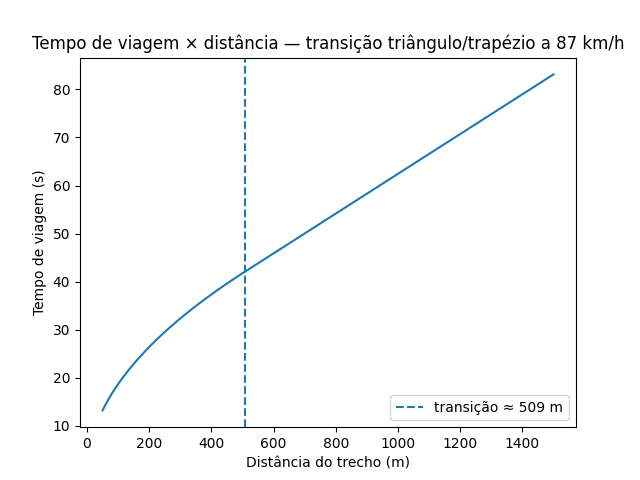 Tempo de viagem × distância — transição triângulo/trapézio a 87 km/h
Tempo de viagem (s)
80
70
60
50
40
30
20
10
0 200 400 600 800 1000 1200 1400
Distância do trecho (m)
transição ≈ 509 m